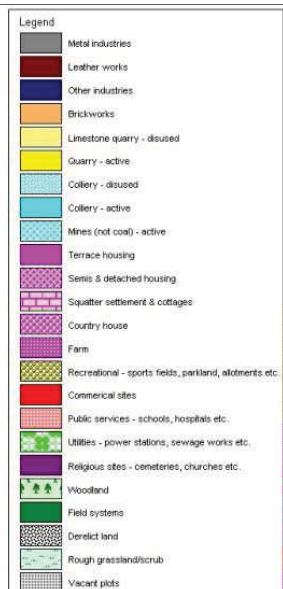 Legend
Metal industries
Leather works
Other industries
Brickworks
Limestone quarry - disused
Quarry - active
Colliery - disused
Colliery - active
Mines (not coal) - active
Terrace housing
Semis & detached housing
Squatter settlement & cottages
Country house
Farm
Recreational - sports fields, parkland, allotments etc.
Commerical sites
Public services - schools, hospitals etc.
Utilities - power stations, sewage works etc.
Religious sites - cemeteries, churches etc.
Woodland
Field systems
Derelict land
Rough grassland/scrub
Vacant plots